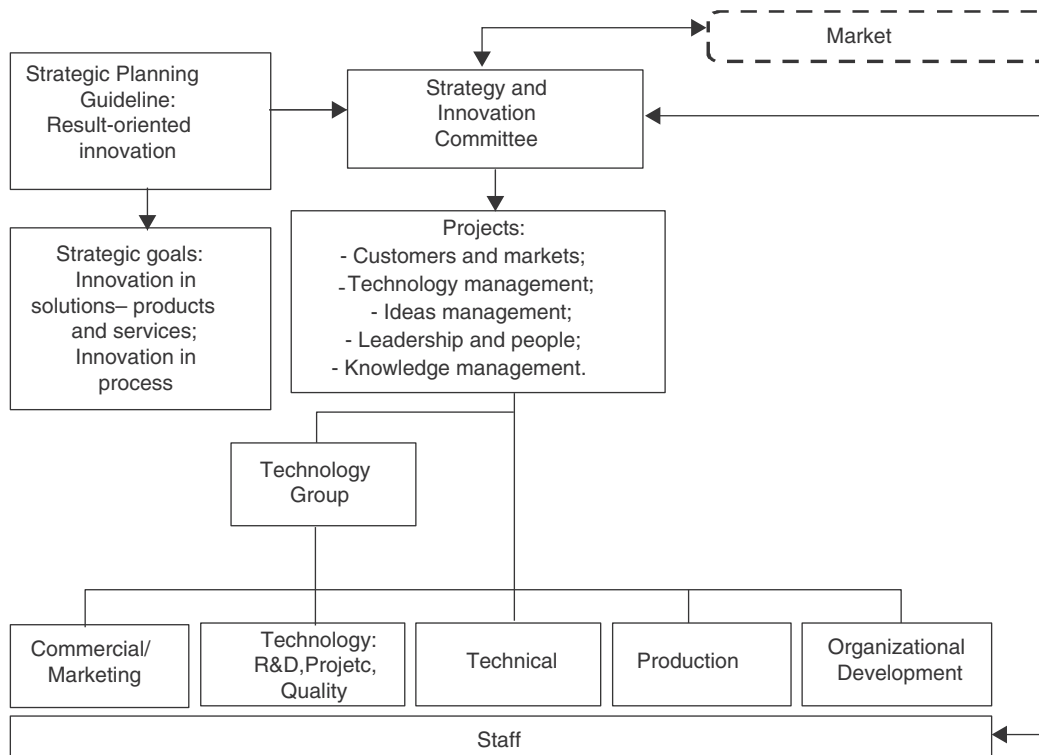 Market
Strategic Planning
Guideline:
Result-oriented
innovation
Strategy and
Innovation
Committee
Strategic goals:
Innovation in
solutions– products
and services;
Innovation in
process
Projects:
- Customers and markets;
-Technology management;
- Ideas management;
- Leadership and people;
- Knowledge management.
Technology
Group
Commercial/
Marketing
Technology:
R&D,Projetc,
Quality
Technical
Production
Organizational
Development
Staff